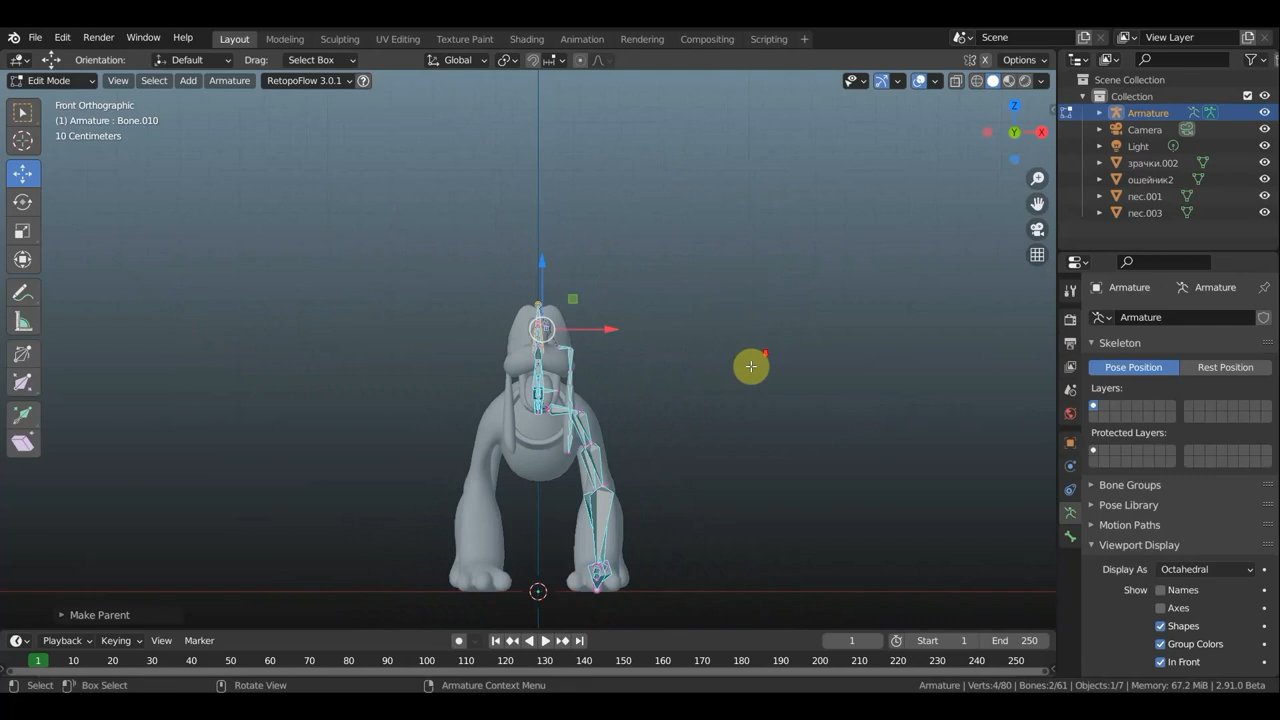 File Edit Render Window Help Layout Modeling Sculpting UV Editing Texture Paint Shading Animation Rendering Compositing Scripting + Scene View Layer
Orientation: Default Drag: Select Box Global X Options
Edit Mode View Select Add Armature RetopoFlow 3.0.1 ?
Front Orthographic
(1) Armature : Bone.010
10 Centimeters
Z
Y
X
Scene Collection
Collection
Armature
Camera
Light
зрачки.002
ошейник2
пес.001
пес.003
Armature Armature
Armature
Skeleton
Pose Position Rest Position
Layers:
Protected Layers:
Bone Groups
Pose Library
Motion Paths
Viewport Display
Display As Octahedral
Show Names
Axes
Shapes
Group Colors
In Front
Make Parent
Playback Keying View Marker 1 Start 1 End 250
1 10 20 30 40 50 60 70 80 90 100 110 120 130 140 150 160 170 180 190 200 210 220 230 240 250
Select Box Select Rotate View Armature Context Menu Armature | Verts:4/80 | Bones:2/61 | Objects:1/7 | Memory: 67.2 MiB | 2.91.0 Beta